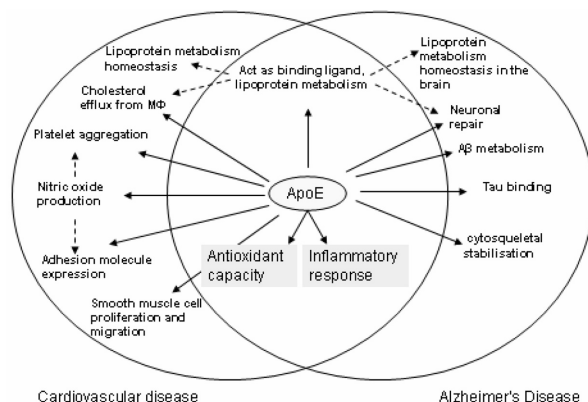 Lipoprotein metabolism
homeostasis
Act as binding ligand,
lipoprotein metabolism
Lipoprotein
metabolism
homeostasis in the
brain
Cholesterol
efflux from MΦ
Neuronal
repair
Platelet aggregation
Aβ metabolism
Nitric oxide
production
ApoE
Tau binding
Adhesion molecule
expression
Antioxidant
capacity
Inflammatory
response
cytosqueletal
stabilisation
Smooth muscle cell
proliferation and
migration
Cardiovascular disease
Alzheimer's Disease